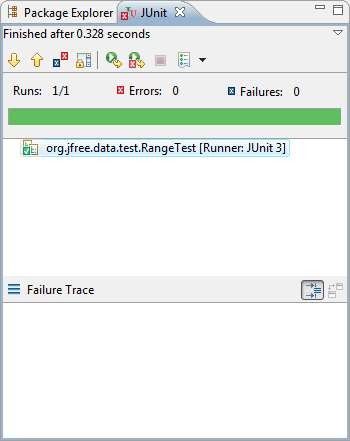 Package Explorer JUnit
Finished after 0.328 seconds
Runs: 1/1 Errors: 0 Failures: 0
org.jfree.data.test.RangeTest [Runner: JUnit 3]
Failure Trace